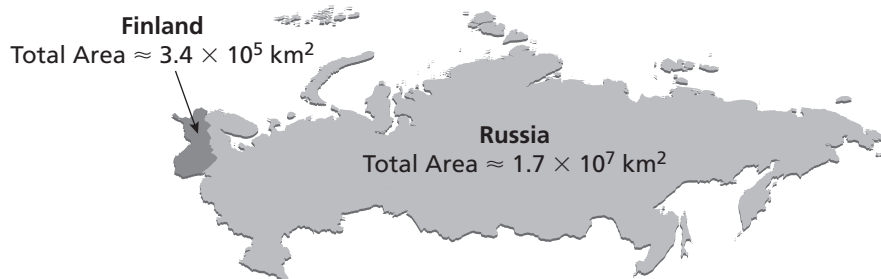 Finland
Total Area ≈ 3.4 × 10⁵ km²
Russia
Total Area ≈ 1.7 × 10⁷ km²